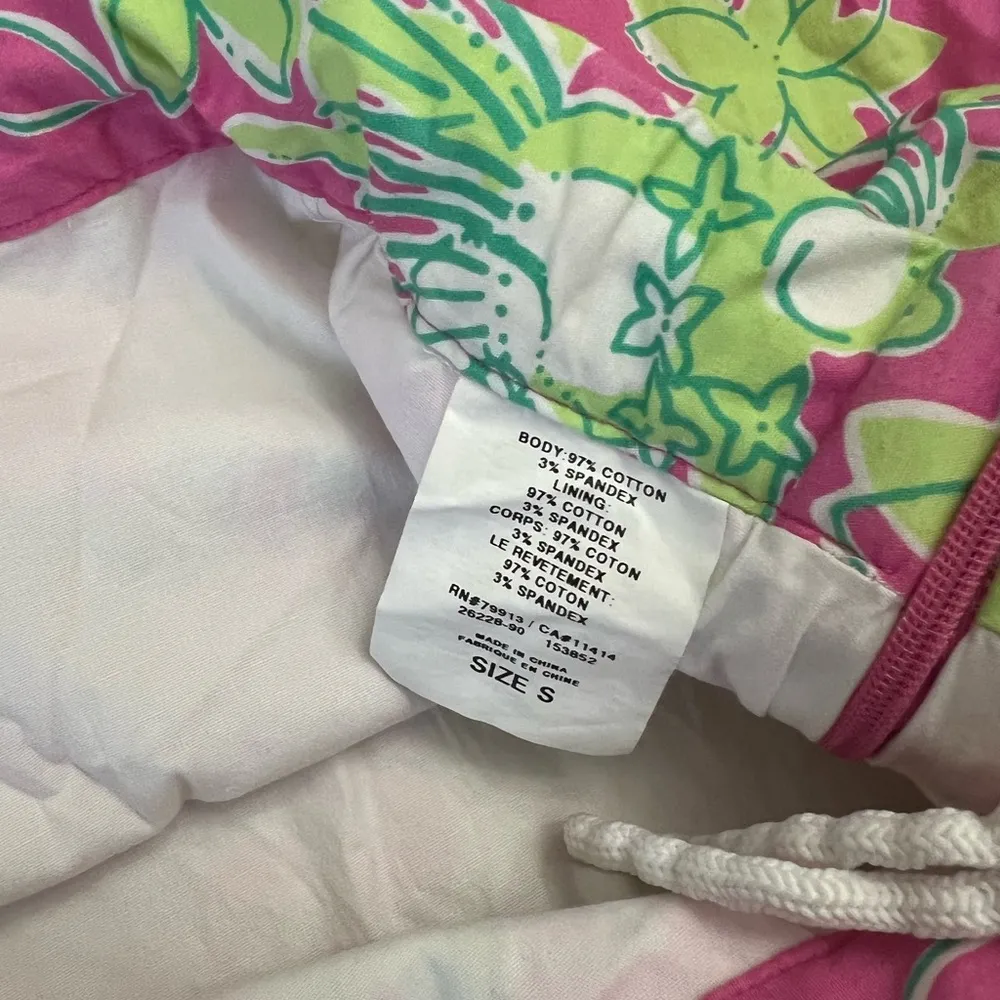 BODY:97% COTTON
3% SPANDEX
LINING:
97% COTTON
3% SPANDEX
CORPS: 97% COTON
3% SPANDEX
LE REVETEMENT:
97% COTON
3% SPANDEX
RN#79913 / CA#11414
26228-90 153852
MADE IN CHINA
FABRIQUE EN CHINE
SIZE S